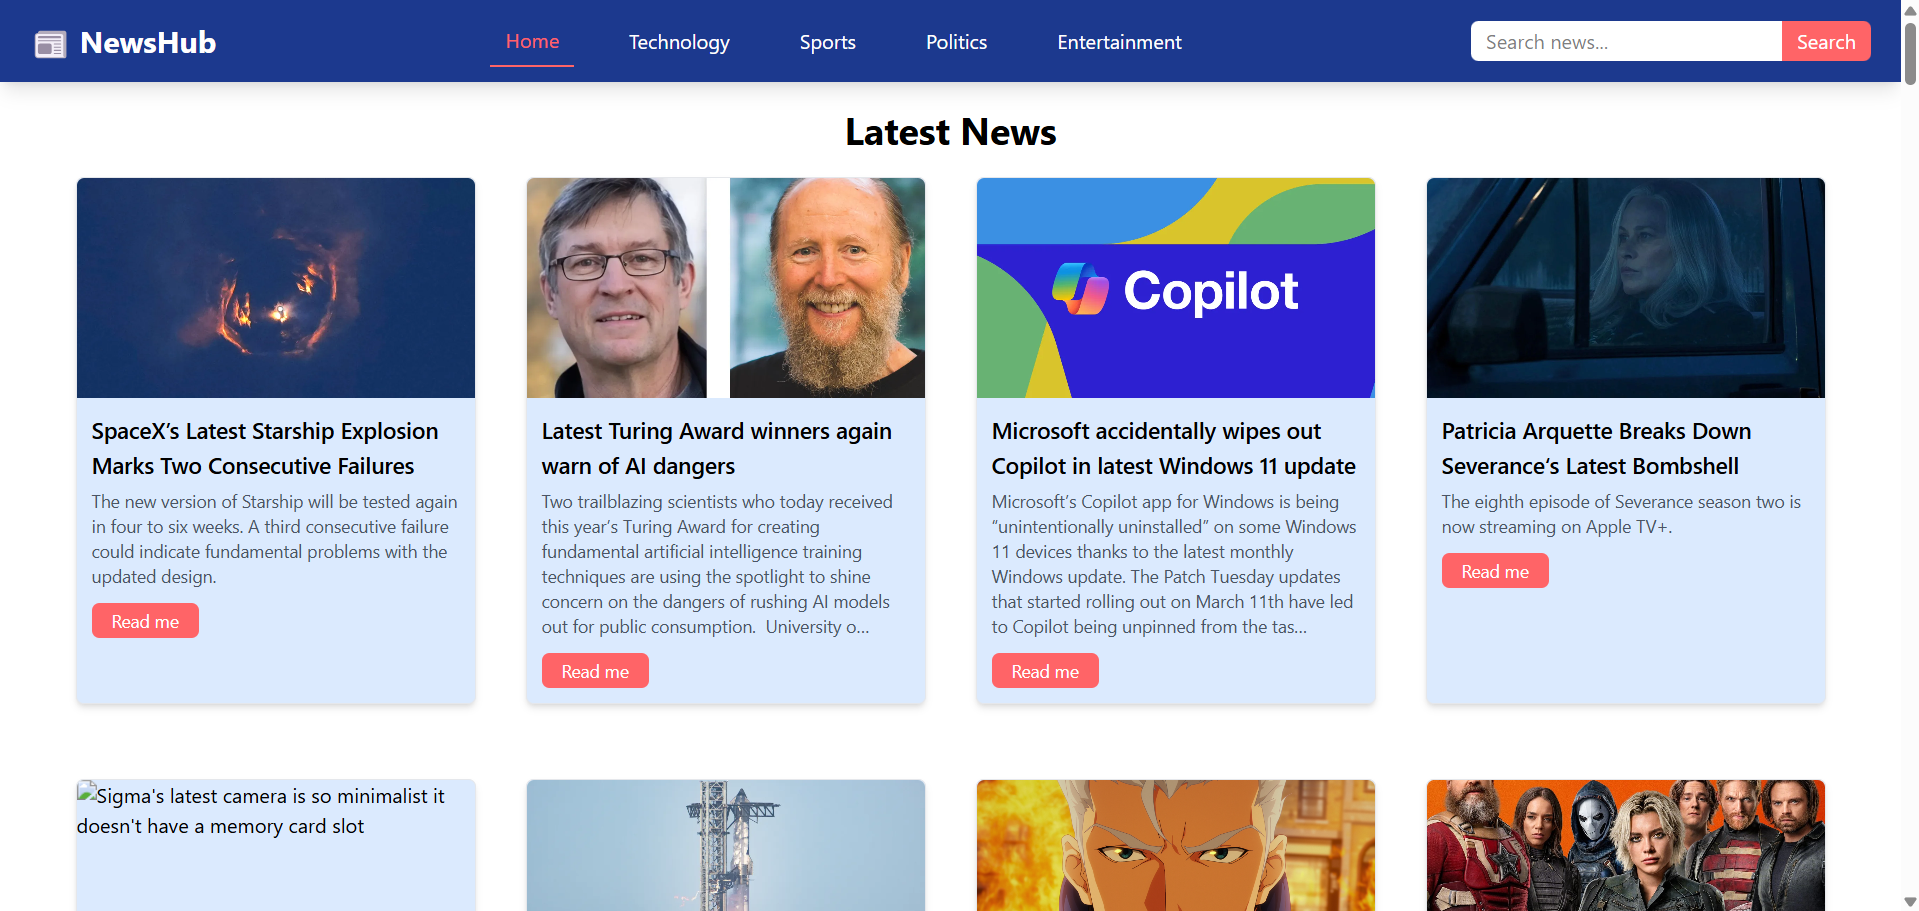 NewsHub
Home
Technology
Sports
Politics
Entertainment
Search news...
Search
Latest News
Copilot
SpaceX’s Latest Starship Explosion
Marks Two Consecutive Failures
The new version of Starship will be tested again
in four to six weeks. A third consecutive failure
could indicate fundamental problems with the
updated design.
Read me
Latest Turing Award winners again
warn of AI dangers
Two trailblazing scientists who today received
this year’s Turing Award for creating
fundamental artificial intelligence training
techniques are using the spotlight to shine
concern on the dangers of rushing AI models
out for public consumption.  University o…
Read me
Microsoft accidentally wipes out
Copilot in latest Windows 11 update
Microsoft’s Copilot app for Windows is being
“unintentionally uninstalled” on some Windows
11 devices thanks to the latest monthly
Windows update. The Patch Tuesday updates
that started rolling out on March 11th have led
to Copilot being unpinned from the tas…
Read me
Patricia Arquette Breaks Down
Severance‘s Latest Bombshell
The eighth episode of Severance season two is
now streaming on Apple TV+.
Read me
Sigma's latest camera is so minimalist it
doesn't have a memory card slot